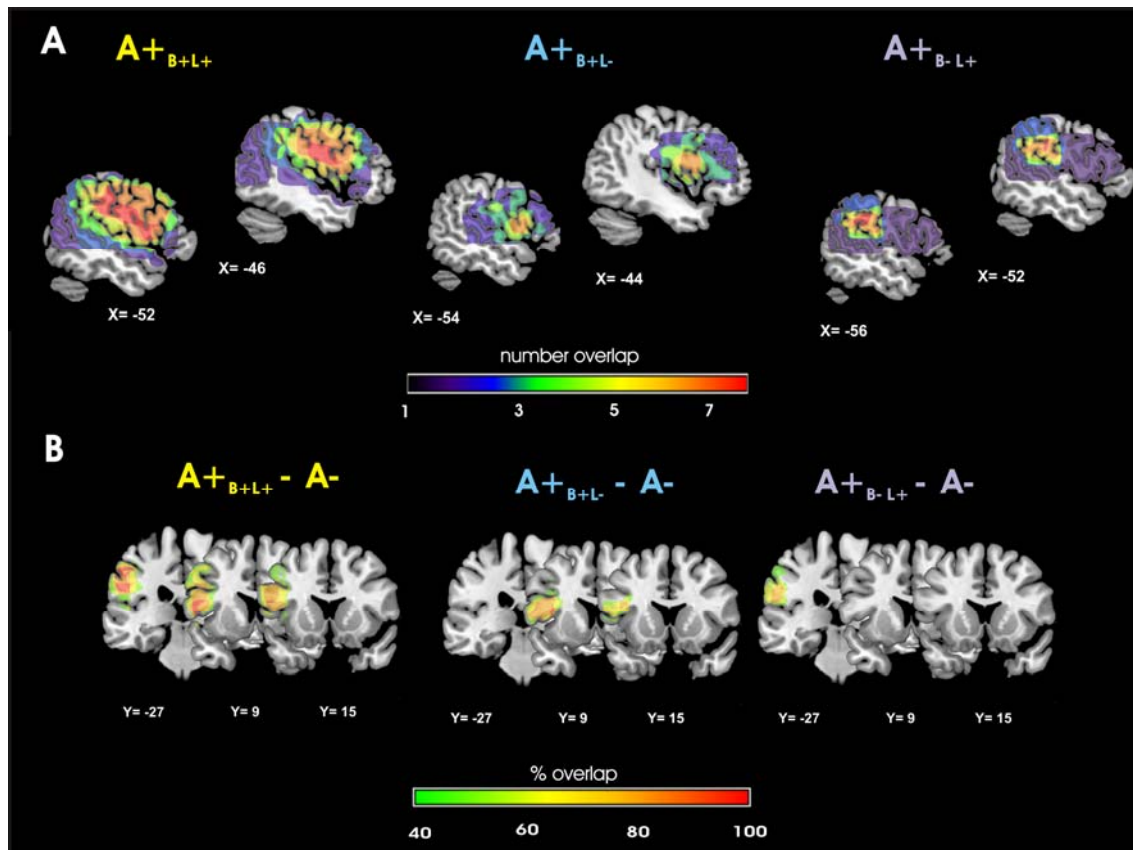 A
A+B+L+
A+B+L-
A+B- L+
X= -46
X= -44
X= -52
X= -52
X= -54
X= -56
number overlap
1 3 5 7
B
A+B+L+ - A-
A+B+L- - A-
A+B- L+ - A-
Y= -27 Y= 9 Y= 15
Y= -27 Y= 9 Y= 15
Y= -27 Y= 9 Y= 15
% overlap
40 60 80 100